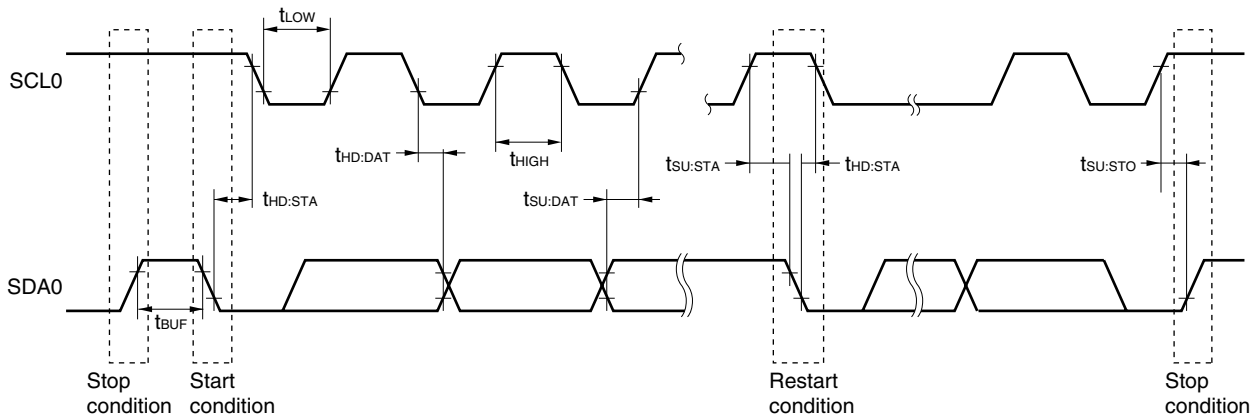 tLOW
SCL0
tHD:DAT
tHIGH
tSU:STA
tHD:STA
tSU:STO
tHD:STA
tSU:DAT
SDA0
tBUF
Stop
condition
Start
condition
Restart
condition
Stop
condition